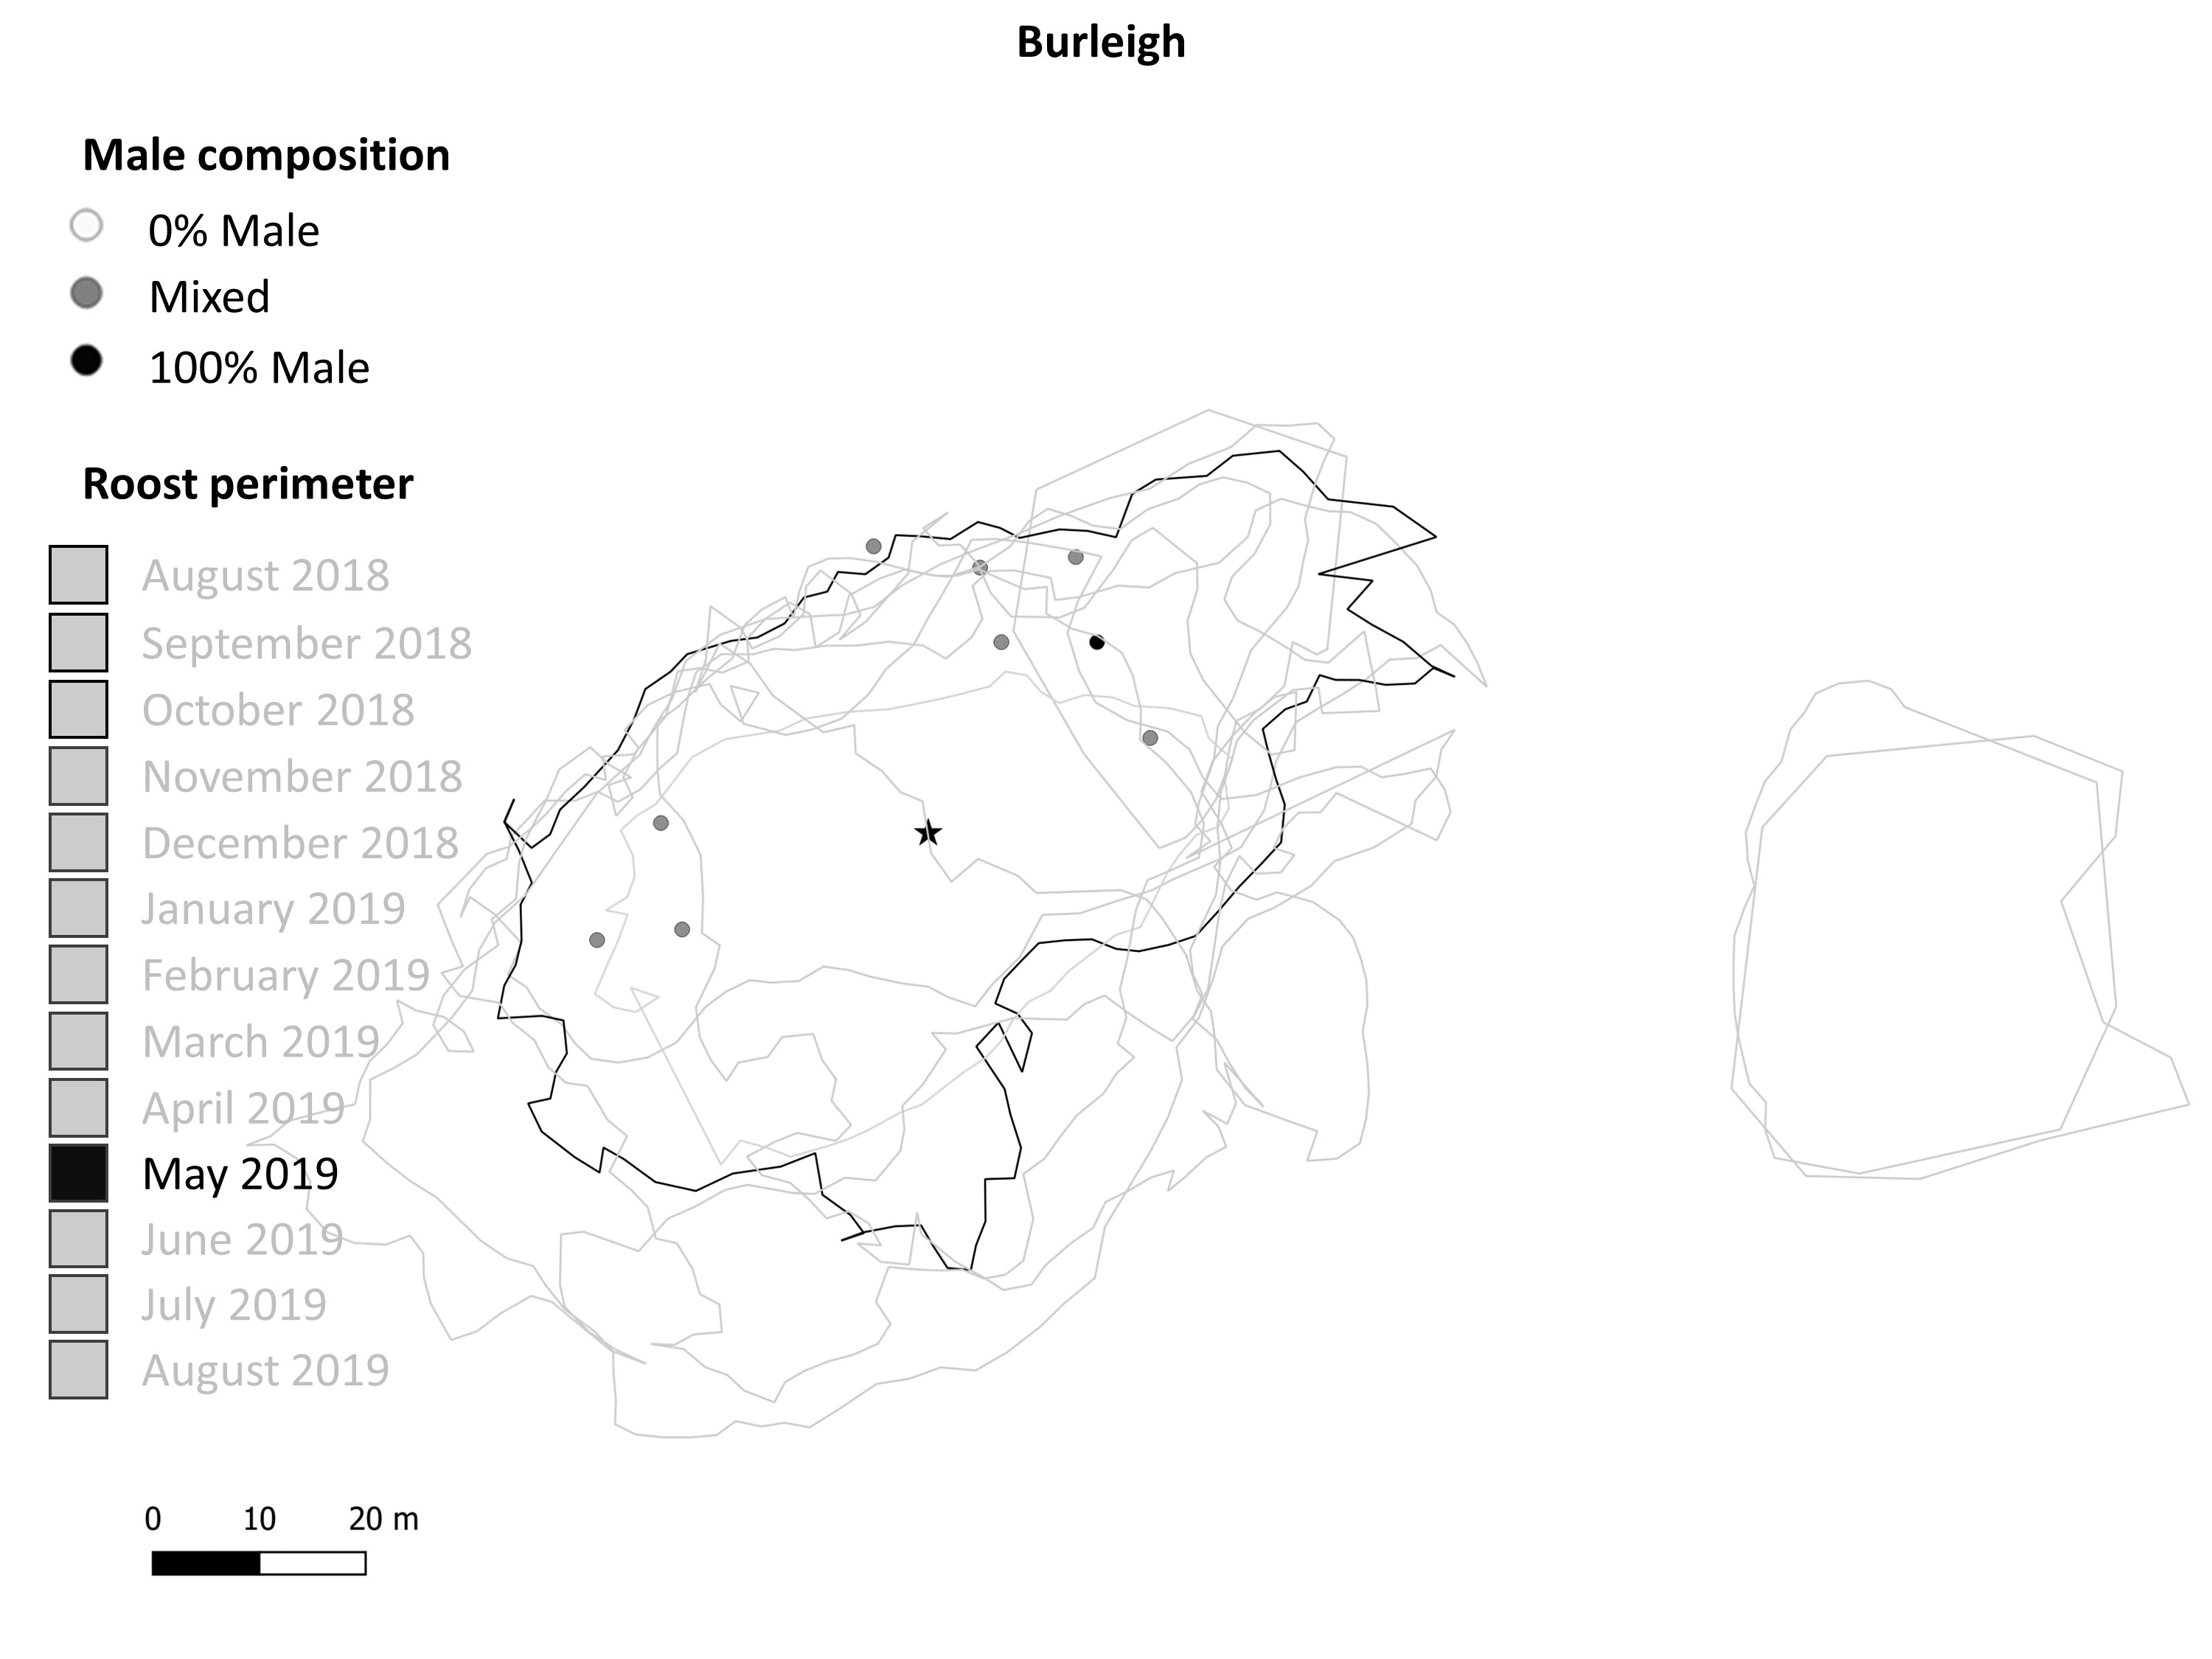 Burleigh
Male composition
0% Male
Mixed
100% Male
Roost perimeter
August 2018
September 2018
October 2018
November 2018
December 2018
January 2019
February 2019
March 2019
April 2019
May 2019
June 2019
July 2019
August 2019
0 10 20 m